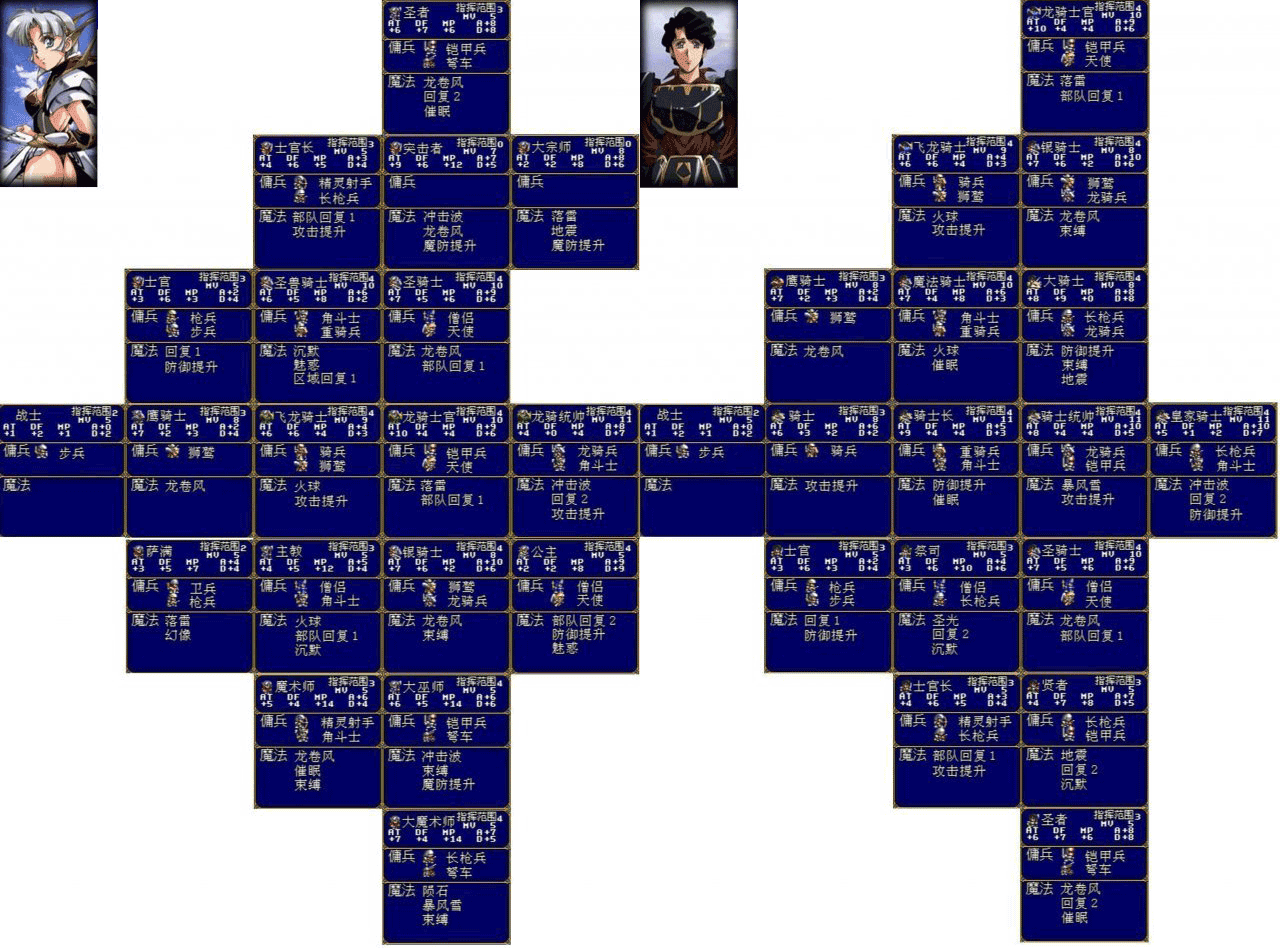 圣者 指挥范围3
MV 5
AT DF MP A+8
+6 +7 +6 D+8
佣兵 铠甲兵
弩车
魔法 龙卷风
回复2
催眠
龙骑士官 指挥范围4
MV 10
AT DF MP A+9
+10 +4 +4 D+6
佣兵 铠甲兵
天使
魔法 落雷
部队回复1
士官长 指挥范围3
MV 5
AT DF MP A+3
+4 +6 +5 D+4
佣兵 精灵射手
长枪兵
魔法 部队回复1
攻击提升
突击者 指挥范围0
MV 7
AT DF MP A+7
+9 +6 +12 D+5
佣兵
魔法 冲击波
龙卷风
魔防提升
大宗师 指挥范围0
MV 8
AT DF MP A+8
+2 +2 +8 D+6
佣兵
魔法 落雷
地震
魔防提升
飞龙骑士 指挥范围4
MV 9
AT DF MP A+4
+6 +6 +4 D+3
佣兵 骑兵
狮鹫
魔法 火球
攻击提升
银骑士 指挥范围4
MV 8
AT DF MP A+10
+7 +6 +2 D+6
佣兵 狮鹫
龙骑兵
魔法 龙卷风
束缚
士官 指挥范围3
MV 5
AT DF MP A+2
+3 +6 +3 D+4
佣兵 枪兵
步兵
魔法 回复1
防御提升
圣兽骑士 指挥范围4
MV 10
AT DF MP A+6
+6 +5 +8 D+2
佣兵 角斗士
重骑兵
魔法 沉默
魅惑
区域回复1
圣骑士 指挥范围4
MV 10
AT DF MP A+9
+7 +5 +6 D+6
佣兵 僧侣
天使
魔法 龙卷风
部队回复1
鹰骑士 指挥范围3
MV 8
AT DF MP A+2
+7 +2 +3 D+4
佣兵 狮鹫
魔法 龙卷风
魔法骑士 指挥范围4
MV 10
AT DF MP A+6
+7 +4 +8 D+3
佣兵 角斗士
重骑兵
魔法 火球
催眠
大骑士 指挥范围4
MV 8
AT DF MP A+8
+8 +9 +0 D+8
佣兵 长枪兵
龙骑兵
魔法 防御提升
束缚
地震
战士 指挥范围2
MV 5
AT DF MP A+0
+1 +2 +1 D+2
佣兵 步兵
魔法
鹰骑士 指挥范围3
MV 8
AT DF MP A+2
+7 +2 +3 D+4
佣兵 狮鹫
魔法 龙卷风
飞龙骑士 指挥范围4
MV 9
AT DF MP A+4
+6 +6 +4 D+3
佣兵 骑兵
狮鹫
魔法 火球
攻击提升
龙骑士官 指挥范围4
MV 10
AT DF MP A+9
+10 +4 +4 D+6
佣兵 铠甲兵
天使
魔法 落雷
部队回复1
龙骑统帅 指挥范围4
MV 11
AT DF MP A+8
+4 +0 +4 D+7
佣兵 龙骑兵
角斗士
魔法 冲击波
回复2
攻击提升
战士 指挥范围2
MV 5
AT DF MP A+0
+1 +2 +1 D+2
佣兵 步兵
魔法
骑士 指挥范围3
MV 8
AT DF MP A+2
+6 +3 +2 D+2
佣兵 骑兵
魔法 攻击提升
骑士长 指挥范围4
MV 11
AT DF MP A+5
+9 +4 +4 D+3
佣兵 重骑兵
角斗士
魔法 防御提升
催眠
骑士统帅 指挥范围4
MV 11
AT DF MP A+10
+8 +4 +4 D+5
佣兵 龙骑兵
铠甲兵
魔法 暴风雪
攻击提升
皇家骑士 指挥范围4
MV 11
AT DF MP A+10
+1 +1 +2 D+7
佣兵 长枪兵
角斗士
魔法 冲击波
回复2
防御提升
萨满 指挥范围2
MV 5
AT DF MP A+4
+3 +5 +7 D+4
佣兵 卫兵
枪兵
魔法 落雷
幻像
主教 指挥范围3
MV 5
AT DF MP A+5
+4 +5 +12 D+4
佣兵 僧侣
角斗士
魔法 火球
部队回复1
沉默
银骑士 指挥范围4
MV 8
AT DF MP A+10
+7 +6 +2 D+6
佣兵 狮鹫
龙骑兵
魔法 龙卷风
束缚
公主 指挥范围4
MV 5
AT DF MP A+9
+2 +2 +8 D+9
佣兵 僧侣
天使
魔法 部队回复2
防御提升
魅惑
士官 指挥范围3
MV 5
AT DF MP A+2
+3 +6 +3 D+4
佣兵 枪兵
步兵
魔法 回复1
防御提升
祭司 指挥范围3
MV 5
AT DF MP A+4
+3 +6 +10 D+6
佣兵 僧侣
长枪兵
魔法 圣光
回复2
沉默
圣骑士 指挥范围4
MV 10
AT DF MP A+9
+7 +5 +6 D+6
佣兵 僧侣
天使
魔法 龙卷风
部队回复1
魔术师 指挥范围3
MV 5
AT DF MP A+6
+5 +4 +14 D+4
佣兵 精灵射手
角斗士
魔法 龙卷风
催眠
束缚
大巫师 指挥范围4
MV 5
AT DF MP A+6
+6 +5 +14 D+6
佣兵 铠甲兵
弩车
魔法 冲击波
束缚
魔防提升
士官长 指挥范围3
MV 5
AT DF MP A+3
+4 +6 +5 D+4
佣兵 精灵射手
长枪兵
魔法 部队回复1
攻击提升
贤者 指挥范围3
MV 5
AT DF MP A+7
+4 +7 +8 D+5
佣兵 长枪兵
铠甲兵
魔法 地震
回复2
沉默
大魔术师 指挥范围4
MV 5
AT DF MP A+7
+7 +4 +14 D+5
佣兵 长枪兵
弩车
魔法 陨石
暴风雪
束缚
圣者 指挥范围3
MV 5
AT DF MP A+8
+6 +7 +6 D+8
佣兵 铠甲兵
弩车
魔法 龙卷风
回复2
催眠